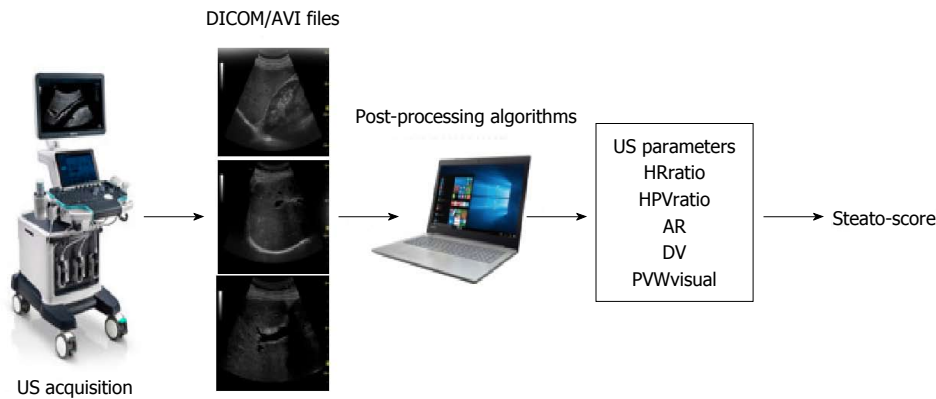 DICOM/AVI files
US acquisition
Post-processing algorithms
US parameters
HRratio
HPVratio
AR
DV
PVWvisual
Steato-score